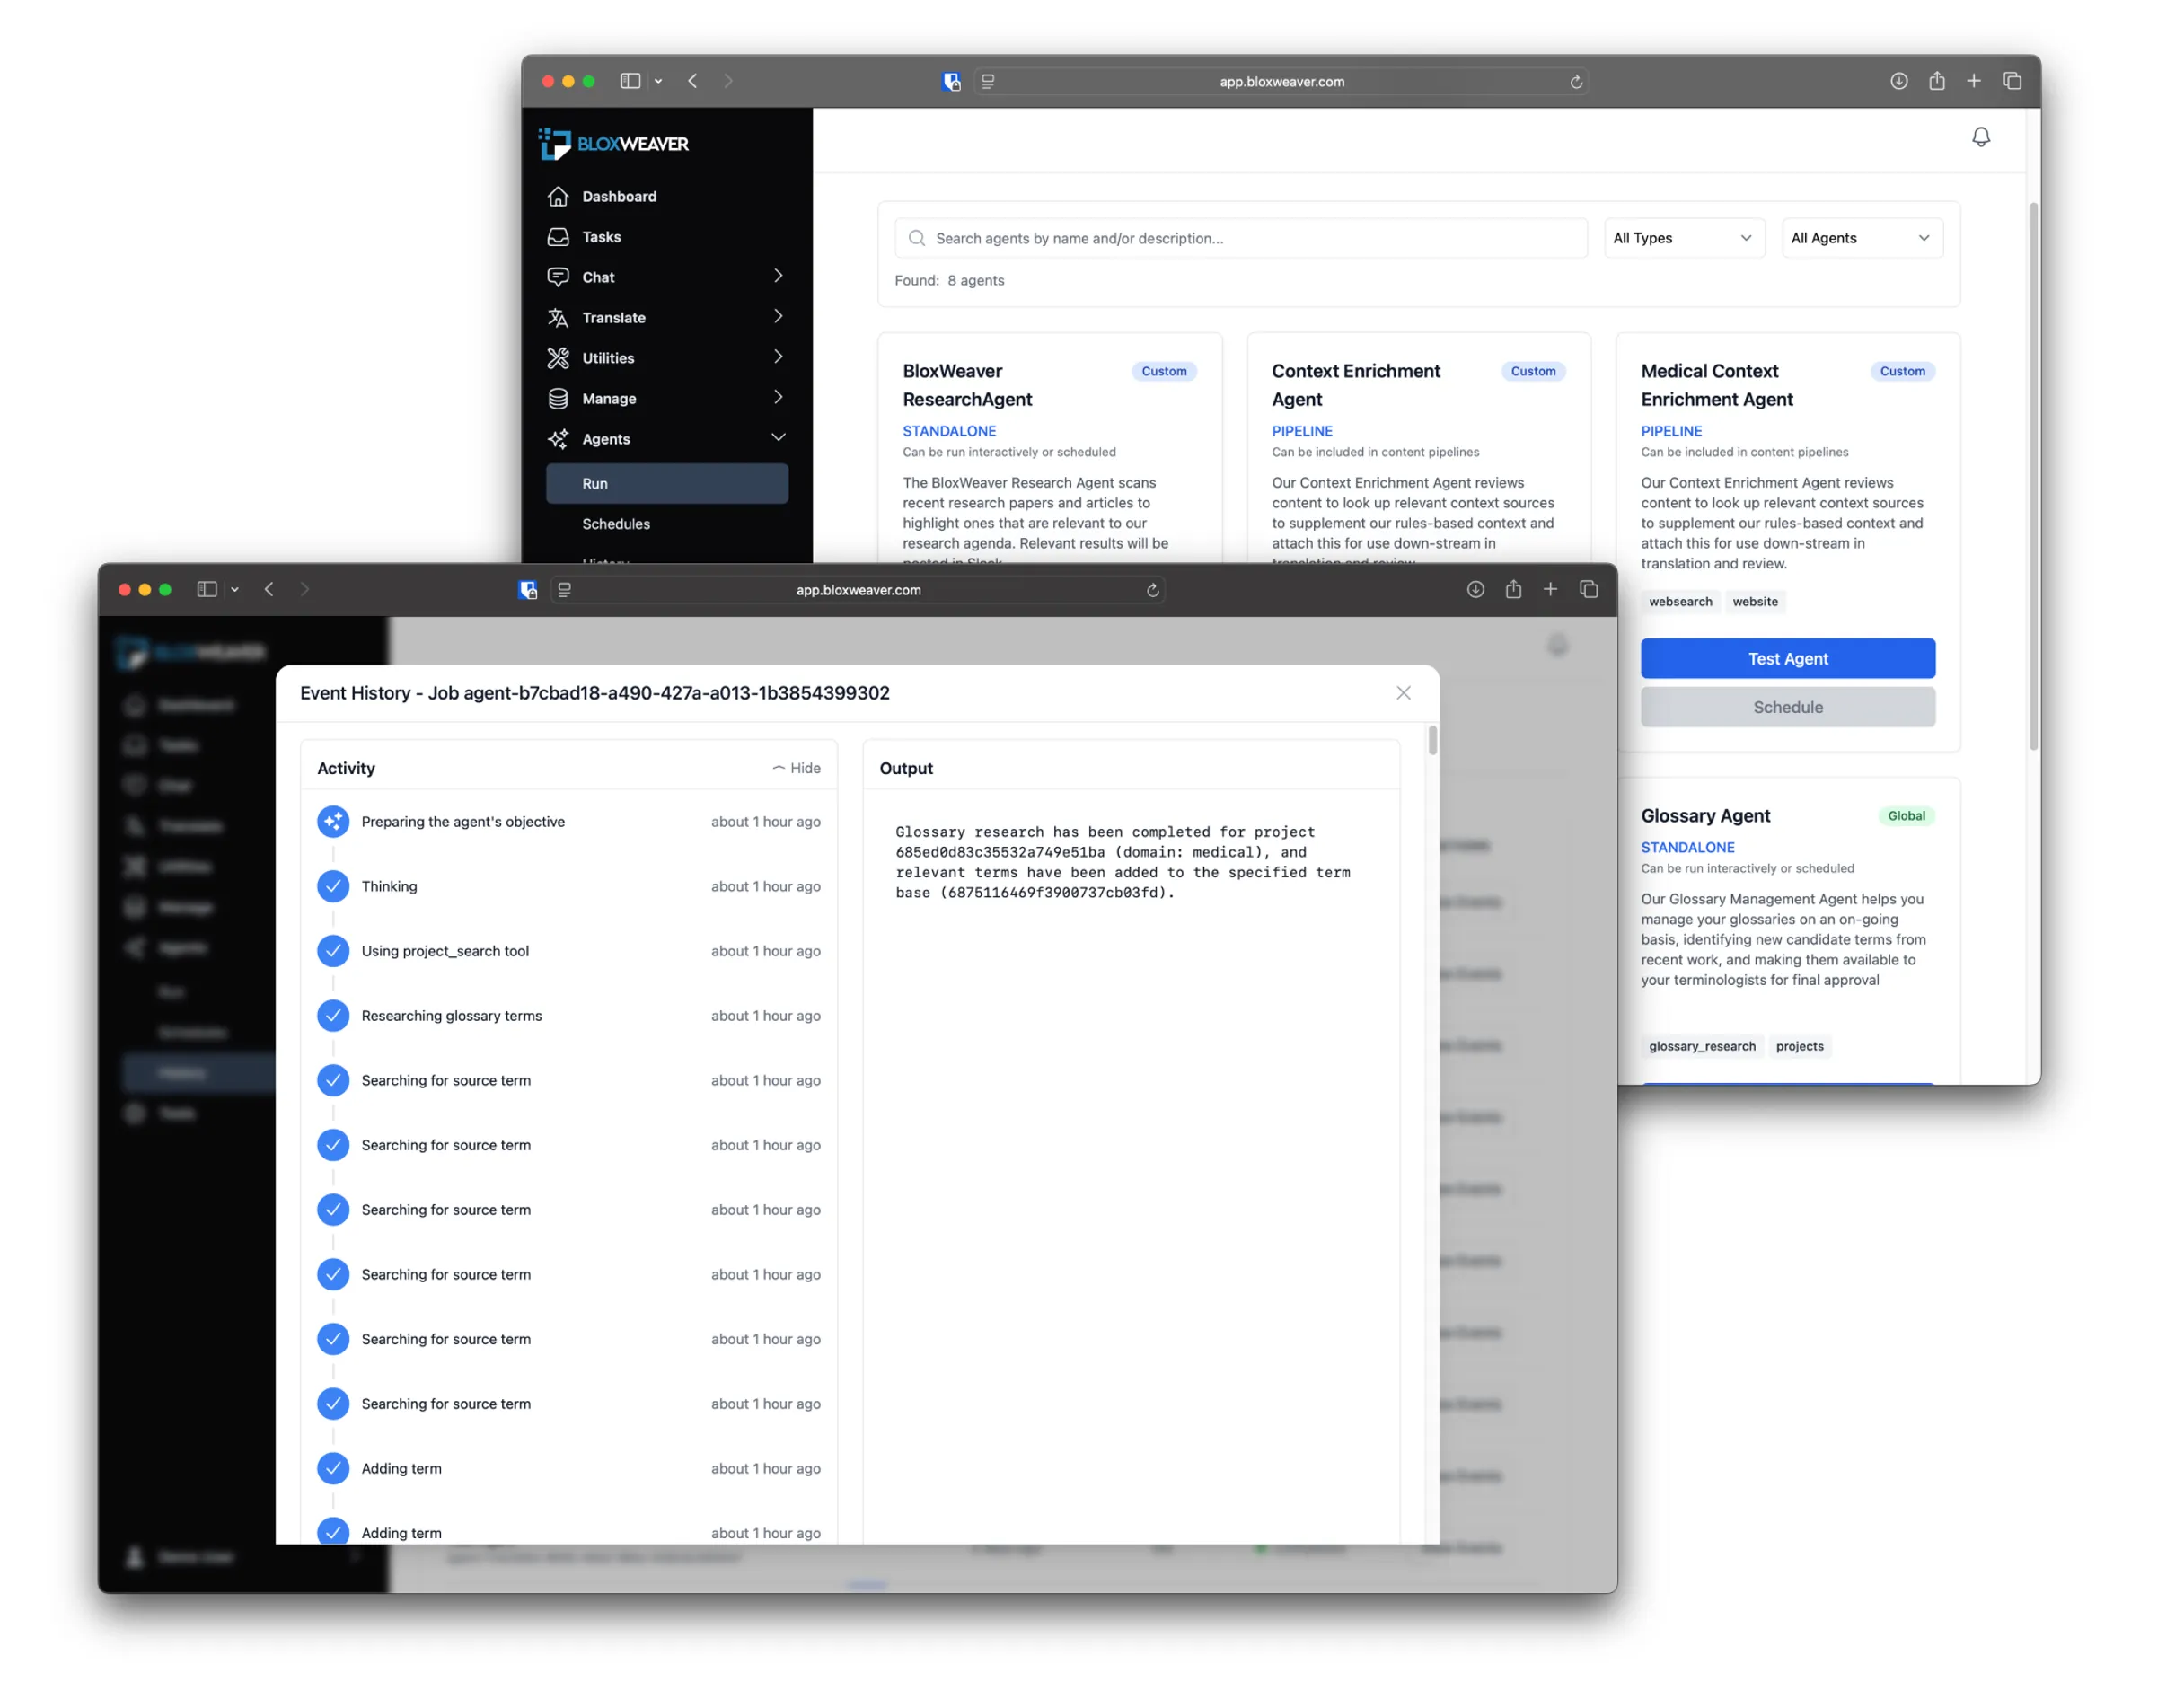 app.bloxweaver.com
BLOXWEAVER
Dashboard
Tasks
Chat
Translate
Utilities
Manage
Agents
Run
Schedules
Search agents by name and/or description...
All Types
All Agents
Found: 8 agents
BloxWeaver
ResearchAgent
Custom
STANDALONE
Can be run interactively or scheduled
The BloxWeaver Research Agent scans
recent research papers and articles to
highlight ones that are relevant to our
research agenda. Relevant results will be
Context Enrichment
Agent
Custom
PIPELINE
Can be included in content pipelines
Our Context Enrichment Agent reviews
content to look up relevant context sources
to supplement our rules-based context and
attach this for use down-stream in
Medical Context
Enrichment Agent
Custom
PIPELINE
Can be included in content pipelines
Our Context Enrichment Agent reviews
content to look up relevant context sources
to supplement our rules-based context and
attach this for use down-stream in
translation and review.
websearch website
Test Agent
Schedule
Glossary Agent
Global
STANDALONE
Can be run interactively or scheduled
Our Glossary Management Agent helps you
manage your glossaries on an on-going
basis, identifying new candidate terms from
recent work, and making them available to
your terminologists for final approval
glossary_research projects
app.bloxweaver.com
Event History - Job agent-b7cbad18-a490-427a-a013-1b3854399302
Activity
Hide
Preparing the agent's objective about 1 hour ago
Thinking about 1 hour ago
Using project_search tool about 1 hour ago
Researching glossary terms about 1 hour ago
Searching for source term about 1 hour ago
Searching for source term about 1 hour ago
Searching for source term about 1 hour ago
Searching for source term about 1 hour ago
Searching for source term about 1 hour ago
Searching for source term about 1 hour ago
Adding term about 1 hour ago
Adding term about 1 hour ago
Output
Glossary research has been completed for project
685ed0d83c35532a749e51ba (domain: medical), and
relevant terms have been added to the specified term
base (6875116469f3900737cb03fd).